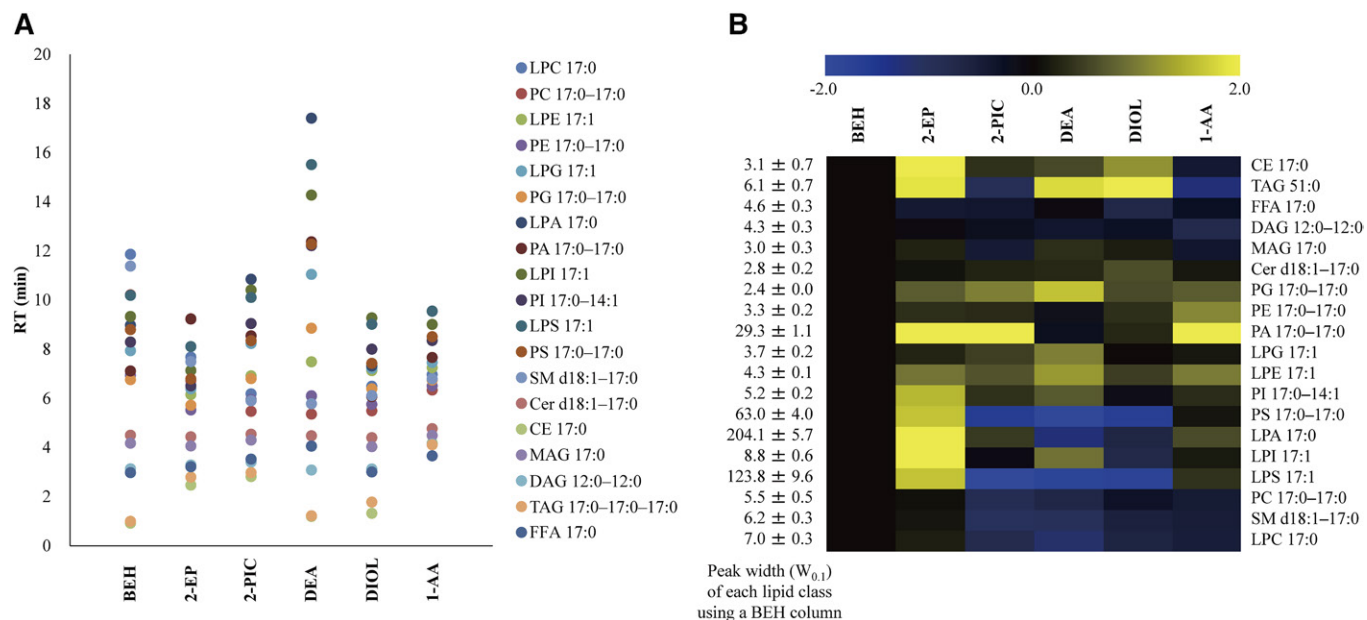 A
20
18
16
14
12
10
8
6
4
2
0
RT (min)
BEH
2-EP
2-PIC
DEA
DIOL
1-AA
LPC 17:0
PC 17:0–17:0
LPE 17:1
PE 17:0–17:0
LPG 17:1
PG 17:0–17:0
LPA 17:0
PA 17:0–17:0
LPI 17:1
PI 17:0–14:1
LPS 17:1
PS 17:0–17:0
SM d18:1–17:0
Cer d18:1–17:0
CE 17:0
MAG 17:0
DAG 12:0–12:0
TAG 17:0–17:0–17:0
FFA 17:0
B
-2.0 0.0 2.0
BEH
2-EP
2-PIC
DEA
DIOL
1-AA
3.1 ± 0.7 CE 17:0
6.1 ± 0.7 TAG 51:0
4.6 ± 0.3 FFA 17:0
4.3 ± 0.3 DAG 12:0–12:0
3.0 ± 0.3 MAG 17:0
2.8 ± 0.2 Cer d18:1–17:0
2.4 ± 0.0 PG 17:0–17:0
3.3 ± 0.2 PE 17:0–17:0
29.3 ± 1.1 PA 17:0–17:0
3.7 ± 0.2 LPG 17:1
4.3 ± 0.1 LPE 17:1
5.2 ± 0.2 PI 17:0–14:1
63.0 ± 4.0 PS 17:0–17:0
204.1 ± 5.7 LPA 17:0
8.8 ± 0.6 LPI 17:1
123.8 ± 9.6 LPS 17:1
5.5 ± 0.5 PC 17:0–17:0
6.2 ± 0.3 SM d18:1–17:0
7.0 ± 0.3 LPC 17:0
Peak width (W0.1)
of each lipid class
using a BEH column